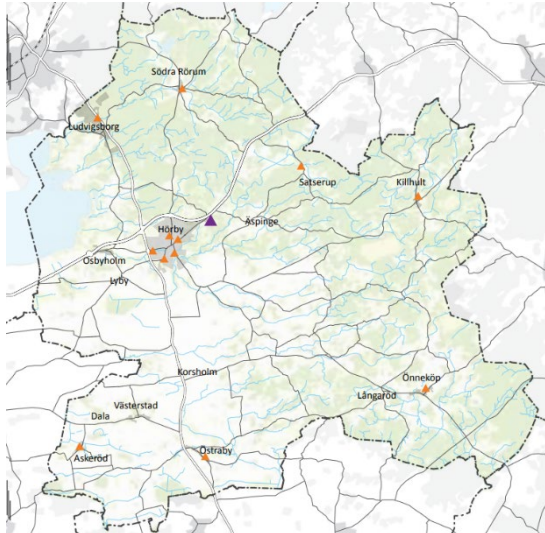 Södra Rörum
Ludvigsborg
Satserup
Killhult
Äspinge
Hörby
Osbyholm
Lyby
Korsholm
Önneköp
Långaröd
Västerstad
Dala
Östraby
Askeröd